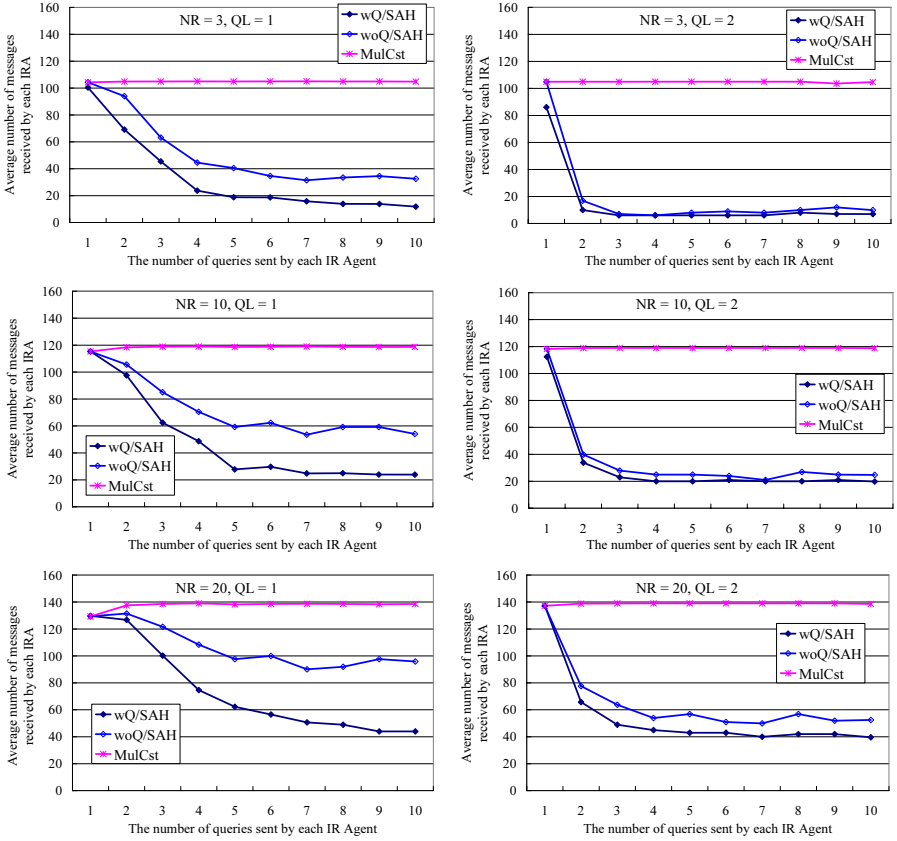 NR = 3, QL = 1
wQ/SAH
woQ/SAH
MulCst
Average number of messages
received by each IRA
160
140
120
100
80
60
40
20
0
1 2 3 4 5 6 7 8 9 10
The number of queries sent by each IR Agent
NR = 3, QL = 2
wQ/SAH
woQ/SAH
MulCst
Average number of messages
received by each IRA
160
140
120
100
80
60
40
20
0
1 2 3 4 5 6 7 8 9 10
The number of queries sent by each IR Agent
NR = 10, QL = 1
wQ/SAH
woQ/SAH
MulCst
Average number of messages
received by each IRA
160
140
120
100
80
60
40
20
0
1 2 3 4 5 6 7 8 9 10
The number of queries sent by each IR Agent
NR = 10, QL = 2
wQ/SAH
woQ/SAH
MulCst
Average number of messages
received by each IRA
160
140
120
100
80
60
40
20
0
1 2 3 4 5 6 7 8 9 10
The number of queries sent by each IR Agent
NR = 20, QL = 1
wQ/SAH
woQ/SAH
MulCst
Average number of messages
received by each IRA
160
140
120
100
80
60
40
20
0
1 2 3 4 5 6 7 8 9 10
The number of queries sent by each IR Agent
NR = 20, QL = 2
wQ/SAH
woQ/SAH
MulCst
Average number of messages
received by each IRA
160
140
120
100
80
60
40
20
0
1 2 3 4 5 6 7 8 9 10
The number of queries sent by each IR Agent